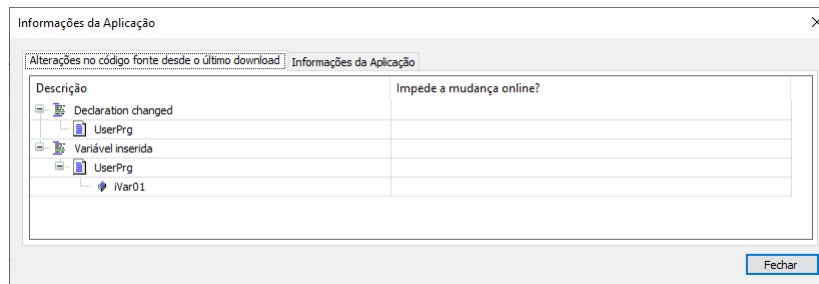 Informações da Aplicação
Alterações no código fonte desde o último download Informações da Aplicação
Descrição Impede a mudança online?
Declaration changed
UserPrg
Variável inserida
UserPrg
iVar01
Fechar